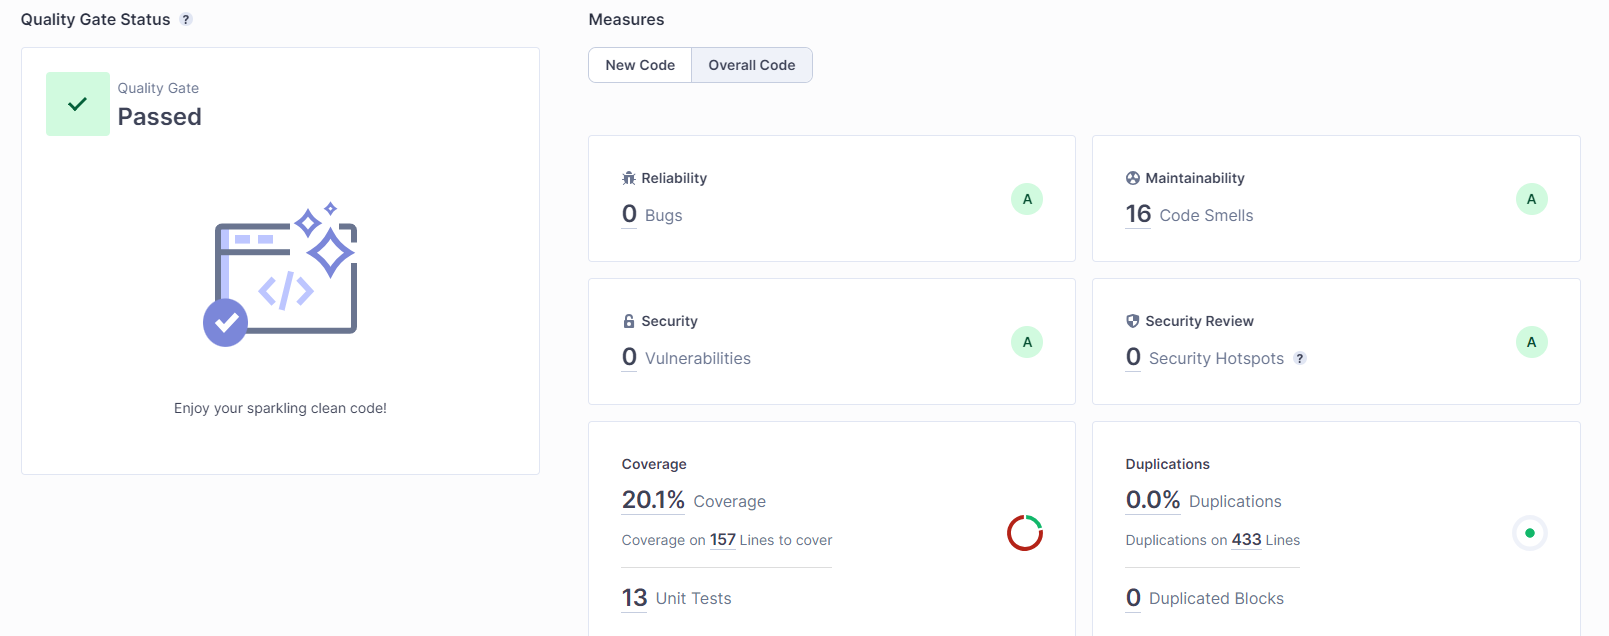 Quality Gate Status ?
Quality Gate
Passed
</>
Enjoy your sparkling clean code!
Measures
New Code
Overall Code
Reliability
0 Bugs
A
Maintainability
16 Code Smells
A
Security
0 Vulnerabilities
A
Security Review
0 Security Hotspots ?
A
Coverage
20.1% Coverage
Coverage on 157 Lines to cover
13 Unit Tests
Duplications
0.0% Duplications
Duplications on 433 Lines
0 Duplicated Blocks